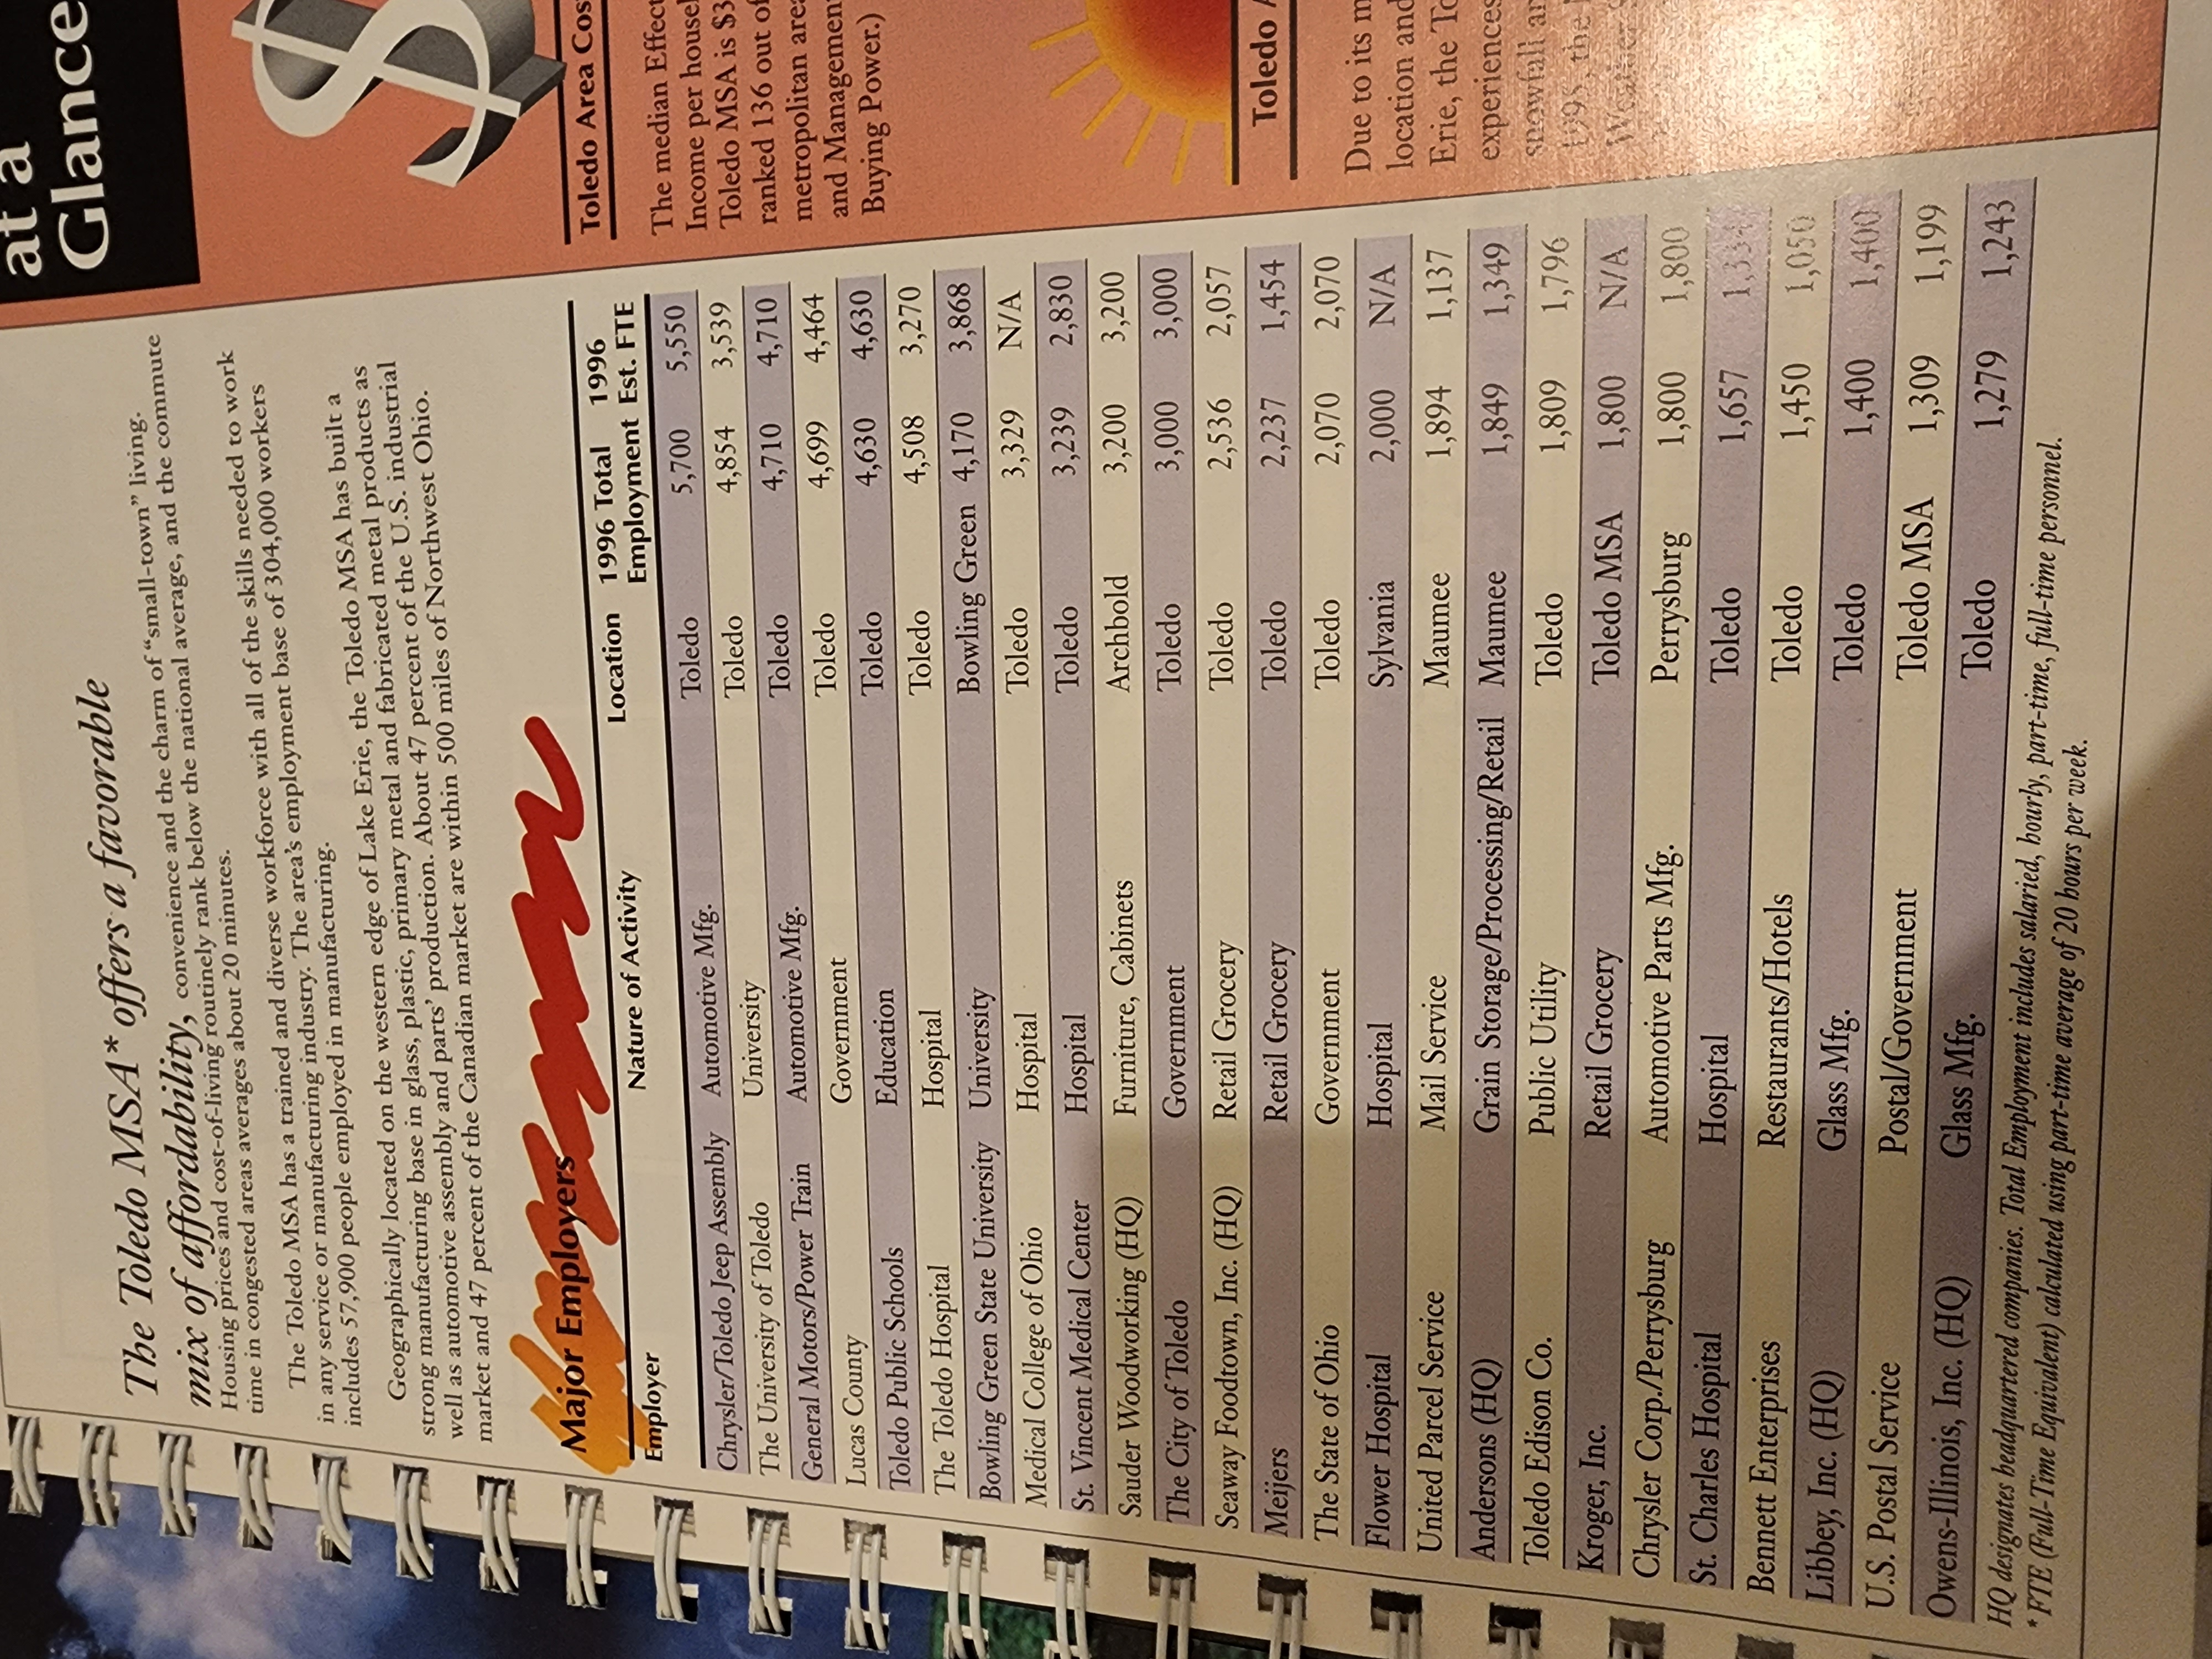 at a
Glance
The Toledo MSA* offers a favorable
mix of affordability, convenience and the charm of "small-town" living.
Housing prices and cost-of-living routinely rank below the national average, and the commute
time in congested areas averages about 20 minutes.
The Toledo MSA has a trained and diverse workforce with all of the skills needed to work
in any service or manufacturing industry. The area's employment base of 304,000 workers
includes 57,900 people employed in manufacturing.
Geographically located on the western edge of Lake Erie, the Toledo MSA has built a
strong manufacturing base in glass, plastic, primary metal and fabricated metal products as
well as automotive assembly and parts' production. About 47 percent of the U.S. industrial
market and 47 percent of the Canadian market are within 500 miles of Northwest Ohio.
Major Employers
Employer Nature of Activity Location 1996 Total Employment 1996 Est. FTE
Chrysler/Toledo Jeep Assembly Automotive Mfg. Toledo 5,700 5,550
The University of Toledo University Toledo 4,854 3,539
General Motors/Power Train Automotive Mfg. Toledo 4,710 4,710
Lucas County Government Toledo 4,699 4,464
Toledo Public Schools Education Toledo 4,630 4,630
The Toledo Hospital Hospital Toledo 4,508 3,270
Bowling Green State University University Bowling Green 4,170 3,868
Medical College of Ohio Hospital Toledo 3,329 N/A
St. Vincent Medical Center Hospital Toledo 3,239 2,830
Sauder Woodworking (HQ) Furniture, Cabinets Archbold 3,200 3,200
The City of Toledo Government Toledo 3,000 3,000
Seaway Foodtown, Inc. (HQ) Retail Grocery Toledo 2,536 2,057
Meijers Retail Grocery Toledo 2,237 1,454
The State of Ohio Government Toledo 2,070 2,070
Flower Hospital Hospital Sylvania 2,000 N/A
United Parcel Service Mail Service Maumee 1,894 1,137
Andersons (HQ) Grain Storage/Processing/Retail Maumee 1,849 1,349
Toledo Edison Co. Public Utility Toledo 1,809 1,796
Kroger, Inc. Retail Grocery Toledo MSA 1,800 N/A
Chrysler Corp./Perrysburg Automotive Parts Mfg. Perrysburg 1,800 1,800
St. Charles Hospital Hospital Toledo 1,657 1,334
Bennett Enterprises Restaurants/Hotels Toledo 1,450 1,050
Libbey, Inc. (HQ) Glass Mfg. Toledo 1,400 1,400
U.S. Postal Service Postal/Government Toledo MSA 1,309 1,199
Owens-Illinois, Inc. (HQ) Glass Mfg. Toledo 1,279 1,243
HQ designates headquartered companies. Total Employment includes salaried, hourly, part-time, full-time personnel.
*FTE (Full-Time Equivalent) calculated using part-time average of 20 hours per week.
$
Toledo Area Cos
The median Effect
Income per househ
Toledo MSA is $3
ranked 136 out of
metropolitan area
and Management
Buying Power.)
Toledo A
Due to its m
location and
Erie, the To
experiences
snowfall an
1998, the
Weather